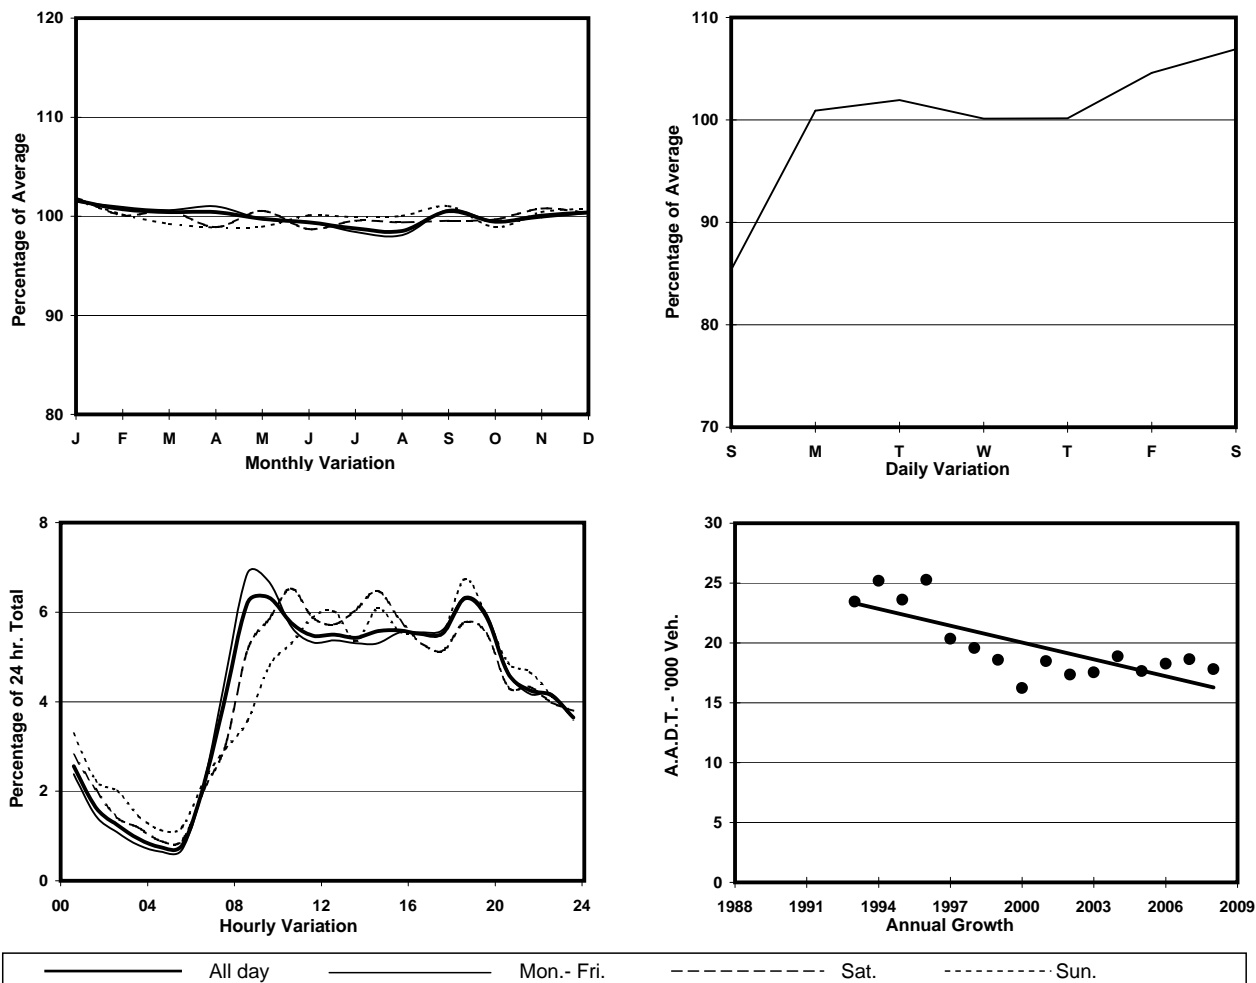 120
110
100
90
80
Percentage of Average
J F M A M J J A S O N D
Monthly Variation
110
100
90
80
70
Percentage of Average
S M T W T F S
Daily Variation
8
6
4
2
0
Percentage of 24 hr. Total
00 04 08 12 16 20 24
Hourly Variation
30
25
20
15
10
5
0
A.A.D.T. - '000 Veh.
1988 1991 1994 1997 2000 2003 2006 2009
Annual Growth
All day Mon.- Fri. Sat. Sun.